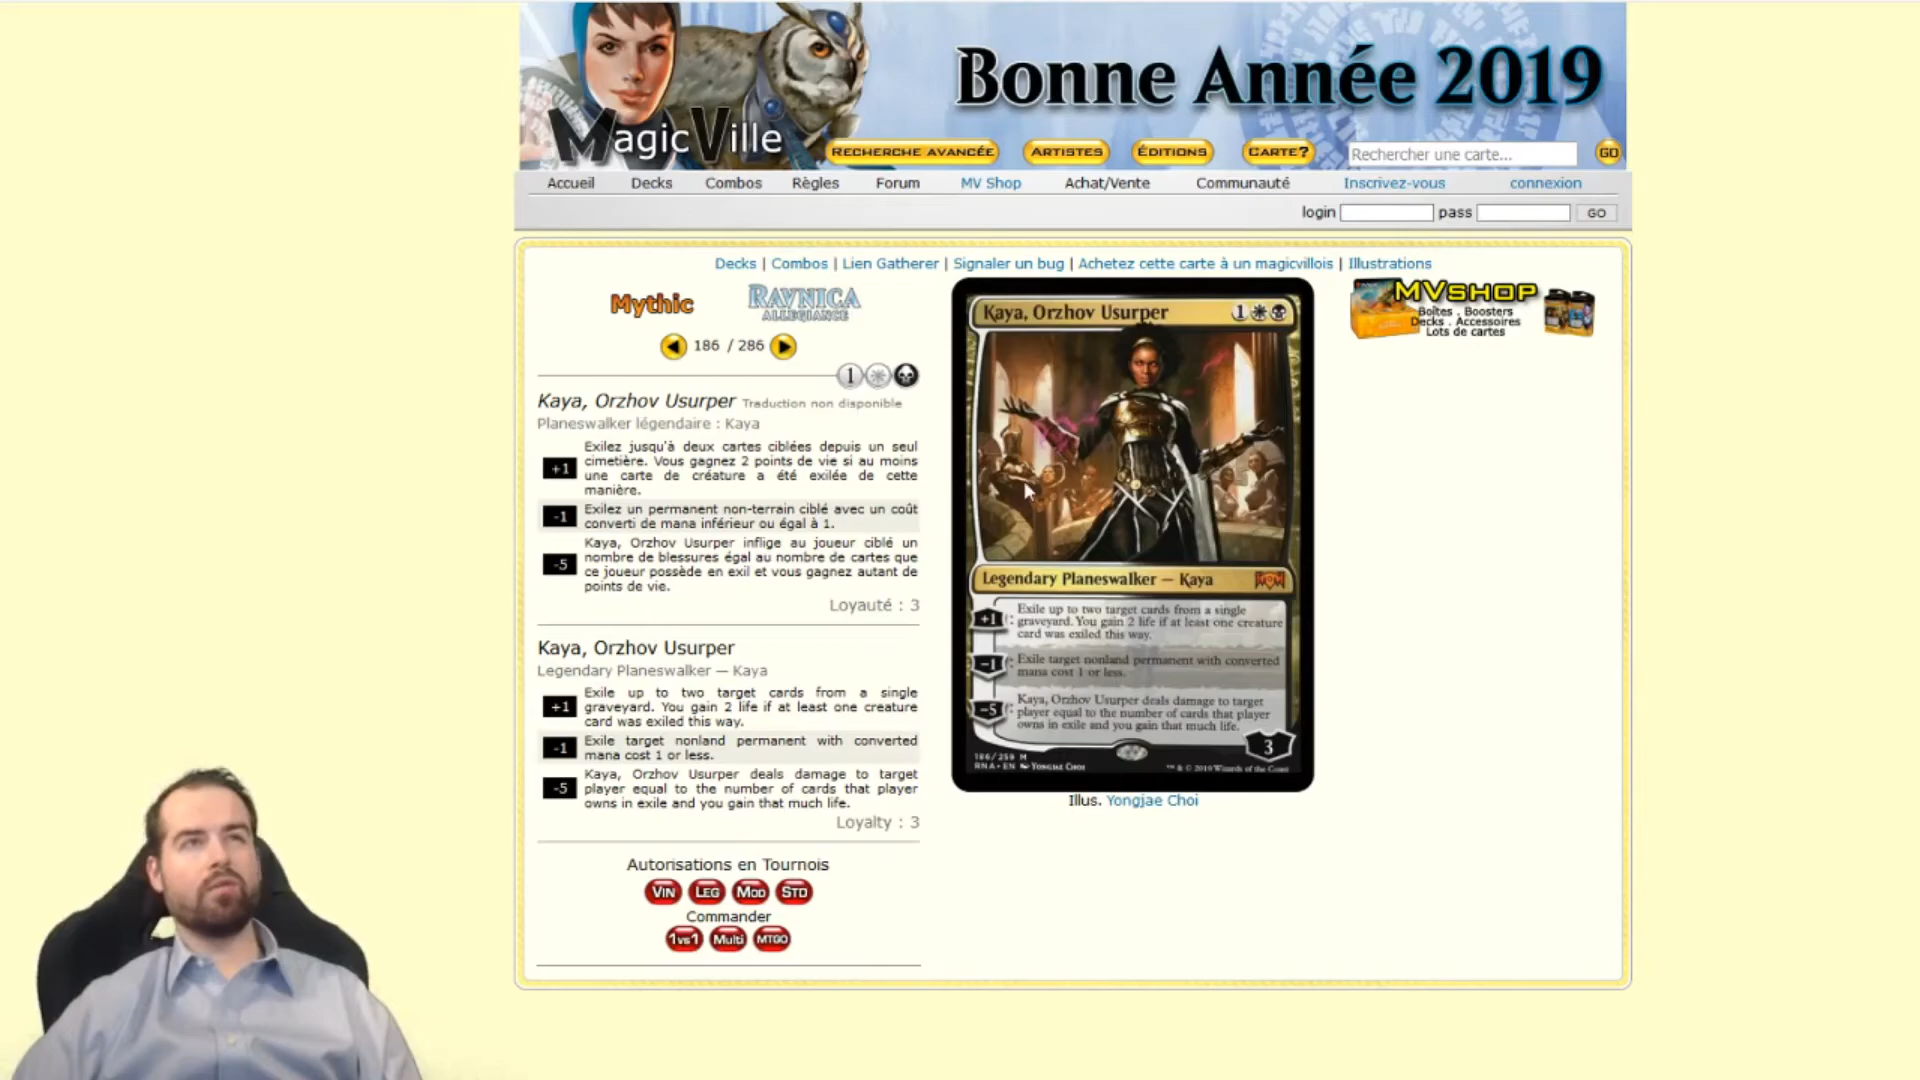 Bonne Année 2019
MagicVille
RECHERCHE AVANCÉE
ARTISTES
ÉDITIONS
CARTE?
Rechercher une carte...
GO
Accueil
Decks
Combos
Règles
Forum
MV Shop
Achat/Vente
Communauté
Inscrivez-vous
connexion
login
pass
GO
Decks | Combos | Lien Gatherer | Signaler un bug | Achetez cette carte à un magicvillois | Illustrations
Mythic
RAVNICA
ALLEGIANCE
186 / 286
1
Kaya, Orzhov Usurper Traduction non disponible
Planeswalker légendaire : Kaya
+1
Exilez jusqu'à deux cartes ciblées depuis un seul
cimetière. Vous gagnez 2 points de vie si au moins
une carte de créature a été exilée de cette
manière.
-1
Exilez un permanent non-terrain ciblé avec un coût
converti de mana inférieur ou égal à 1.
-5
Kaya, Orzhov Usurper inflige au joueur ciblé un
nombre de blessures égal au nombre de cartes que
ce joueur possède en exil et vous gagnez autant de
points de vie.
Loyauté : 3
Kaya, Orzhov Usurper
Legendary Planeswalker — Kaya
+1
Exile up to two target cards from a single
graveyard. You gain 2 life if at least one creature
card was exiled this way.
-1
Exile target nonland permanent with converted
mana cost 1 or less.
-5
Kaya, Orzhov Usurper deals damage to target
player equal to the number of cards that player
owns in exile and you gain that much life.
Loyalty : 3
Autorisations en Tournois
VIN LEG MOD STD
Commander
1vs1 Multi MTGO
Kaya, Orzhov Usurper
1
Legendary Planeswalker — Kaya
+1: Exile up to two target cards from a single
graveyard. You gain 2 life if at least one creature
card was exiled this way.
−1: Exile target nonland permanent with converted
mana cost 1 or less.
−5: Kaya, Orzhov Usurper deals damage to target
player equal to the number of cards that player
owns in exile and you gain that much life.
3
186/259 M
RNA • EN YONGJAE CHOI
™ & © 2019 Wizards of the Coast
Illus. Yongjae Choi
MVSHOP
Boîtes . Boosters
Decks . Accessoires
Lots de cartes